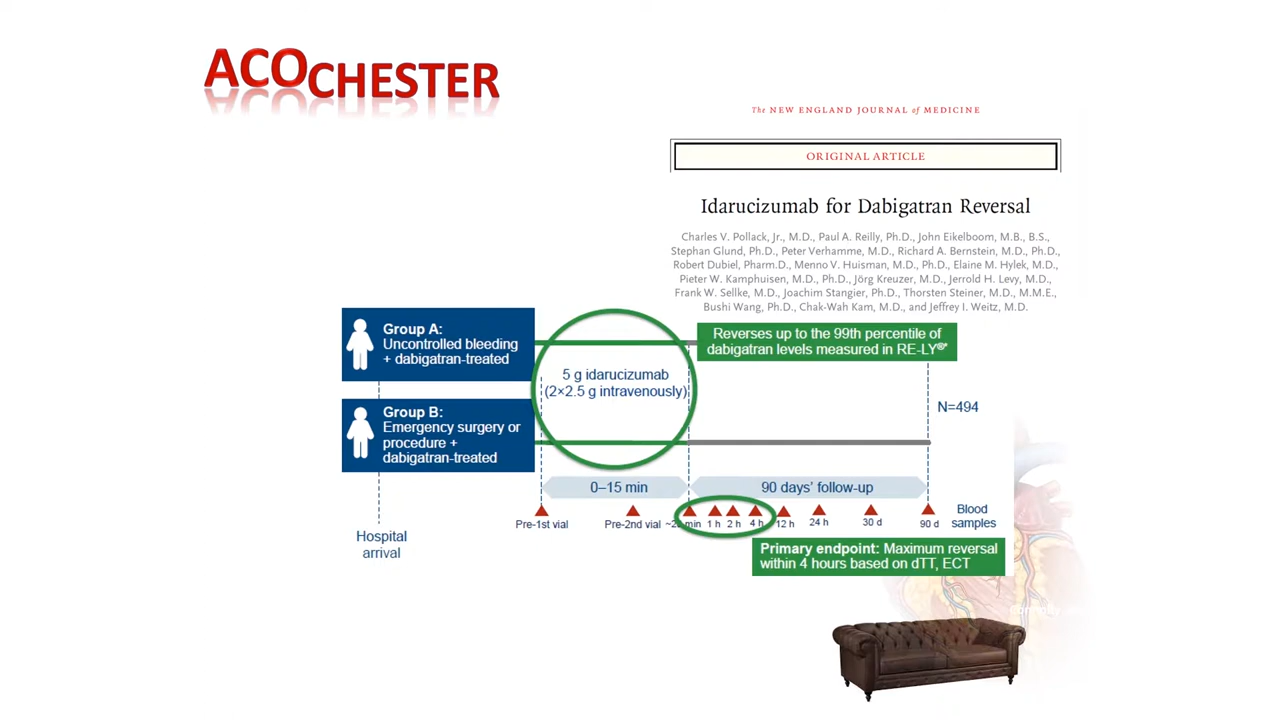 ACOCHESTER
The NEW ENGLAND JOURNAL of MEDICINE
ORIGINAL ARTICLE
Idarucizumab for Dabigatran Reversal
Charles V. Pollack, Jr., M.D., Paul A. Reilly, Ph.D., John Eikelboom, M.B., B.S.,
Stephan Glund, Ph.D., Peter Verhamme, M.D., Richard A. Bernstein, M.D., Ph.D.,
Robert Dubiel, Pharm.D., Menno V. Huisman, M.D., Ph.D., Elaine M. Hylek, M.D.,
Pieter W. Kamphuisen, M.D., Ph.D., Jörg Kreuzer, M.D., Jerrold H. Levy, M.D.,
Frank W. Sellke, M.D., Joachim Stangier, Ph.D., Thorsten Steiner, M.D., M.M.E.,
Bushi Wang, Ph.D., Chak-Wah Kam, M.D., and Jeffrey I. Weitz, M.D.
Group A:
Uncontrolled bleeding
+ dabigatran-treated
Reverses up to the 99th percentile of
dabigatran levels measured in RE-LY®*
5 g idarucizumab
(2×2.5 g intravenously)
N=494
Group B:
Emergency surgery or
procedure +
dabigatran-treated
0–15 min
90 days' follow-up
Pre-1st vial
Pre-2nd vial
min
1 h
2 h
4 h
12 h
24 h
30 d
90 d
Blood
samples
Hospital
arrival
Primary endpoint: Maximum reversal
within 4 hours based on dTT, ECT